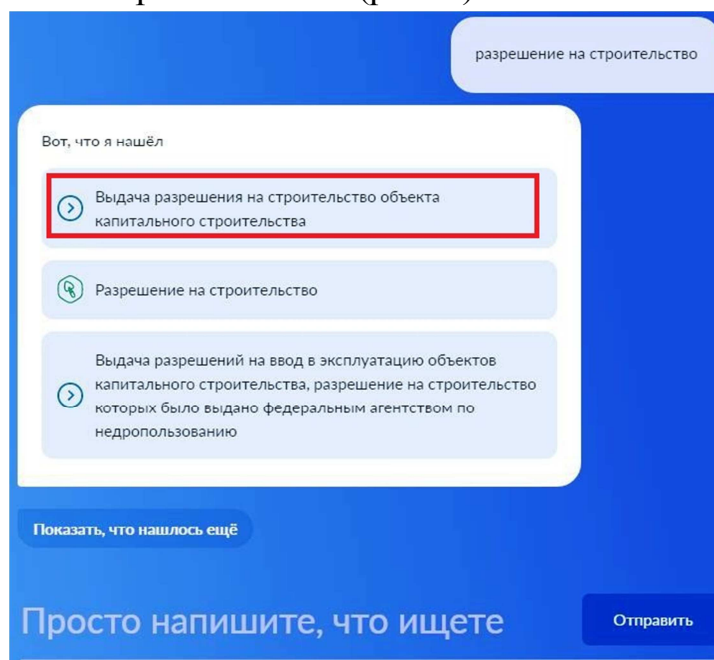 разрешение на строительство
Вот, что я нашёл
Выдача разрешения на строительство объекта
капитального строительства
Разрешение на строительство
Выдача разрешений на ввод в эксплуатацию объектов
капитального строительства, разрешение на строительство
которых было выдано федеральным агентством по
недропользованию
Показать, что нашлось ещё
Просто напишите, что ищете
Отправить